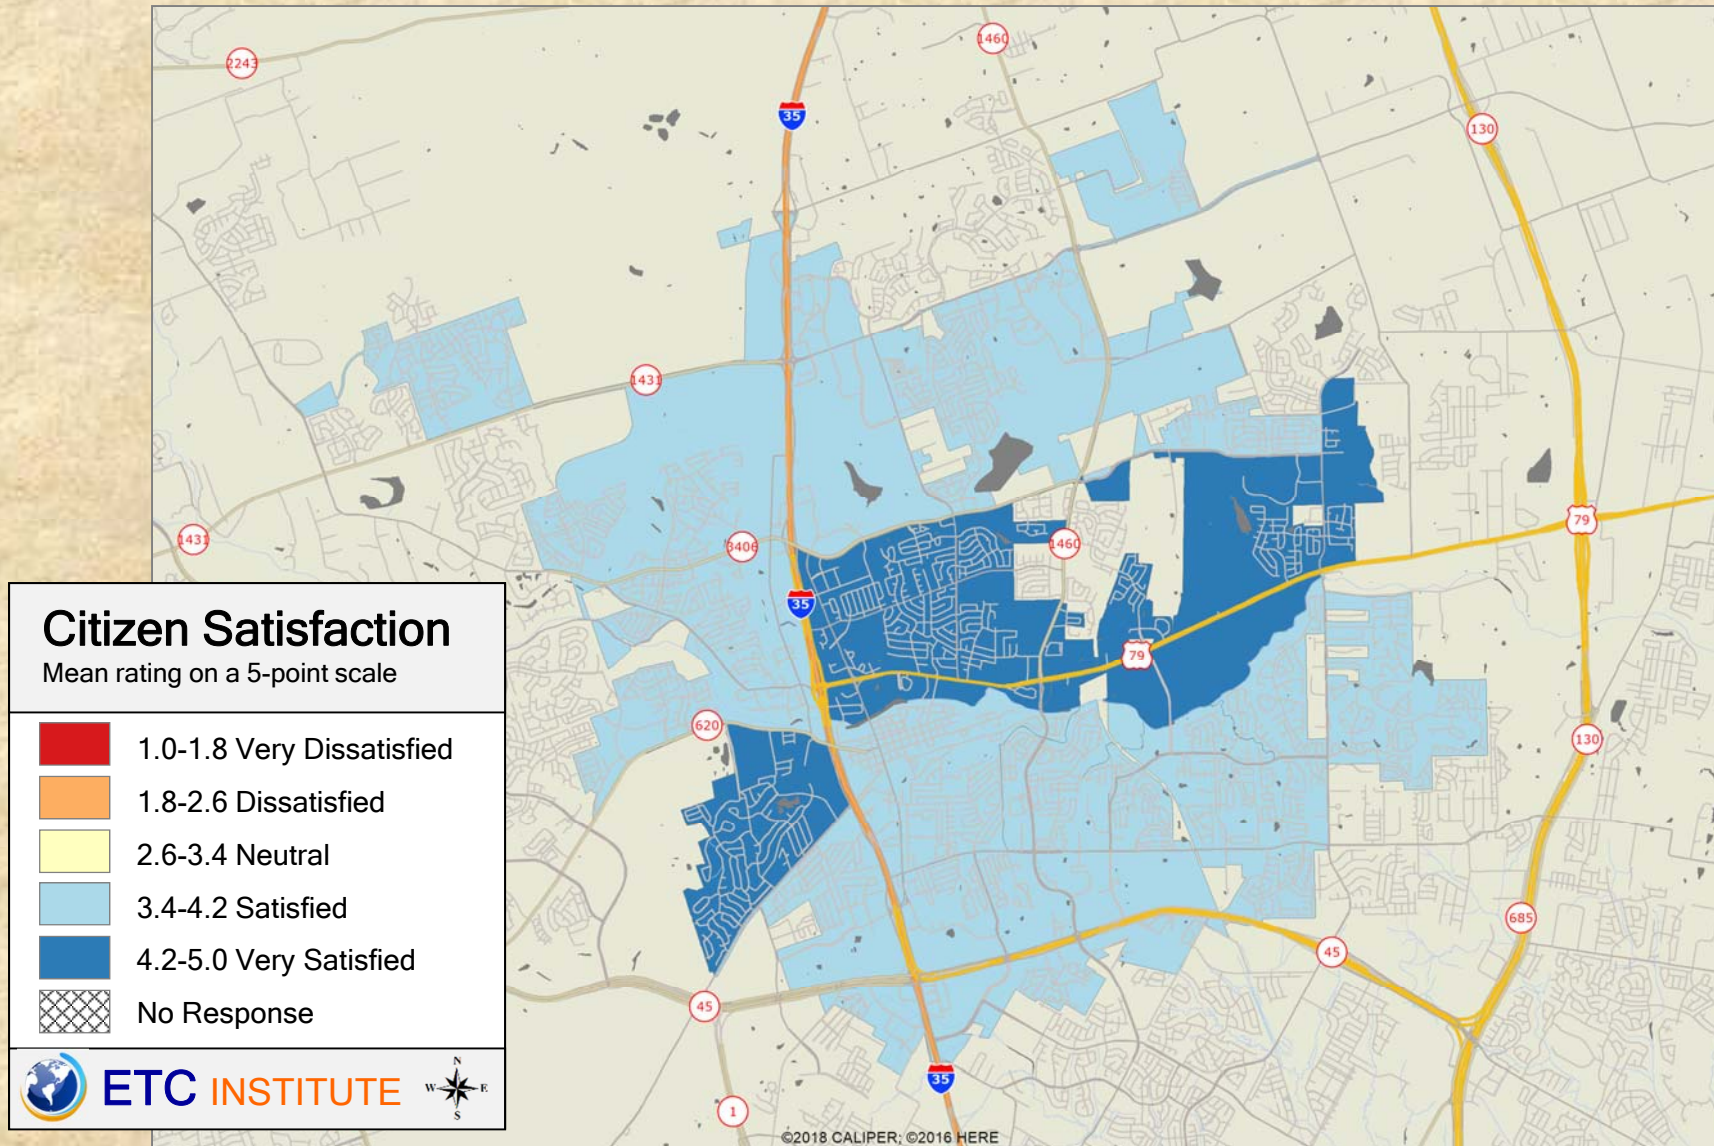 2243
1460
35
130
1431
1431
3406
1460
79
35
79
620
130
685
45
45
35
1
Citizen Satisfaction
Mean rating on a 5-point scale
1.0-1.8 Very Dissatisfied
1.8-2.6 Dissatisfied
2.6-3.4 Neutral
3.4-4.2 Satisfied
4.2-5.0 Very Satisfied
No Response
ETC INSTITUTE
N
W E
S
©2018 CALIPER; ©2016 HERE